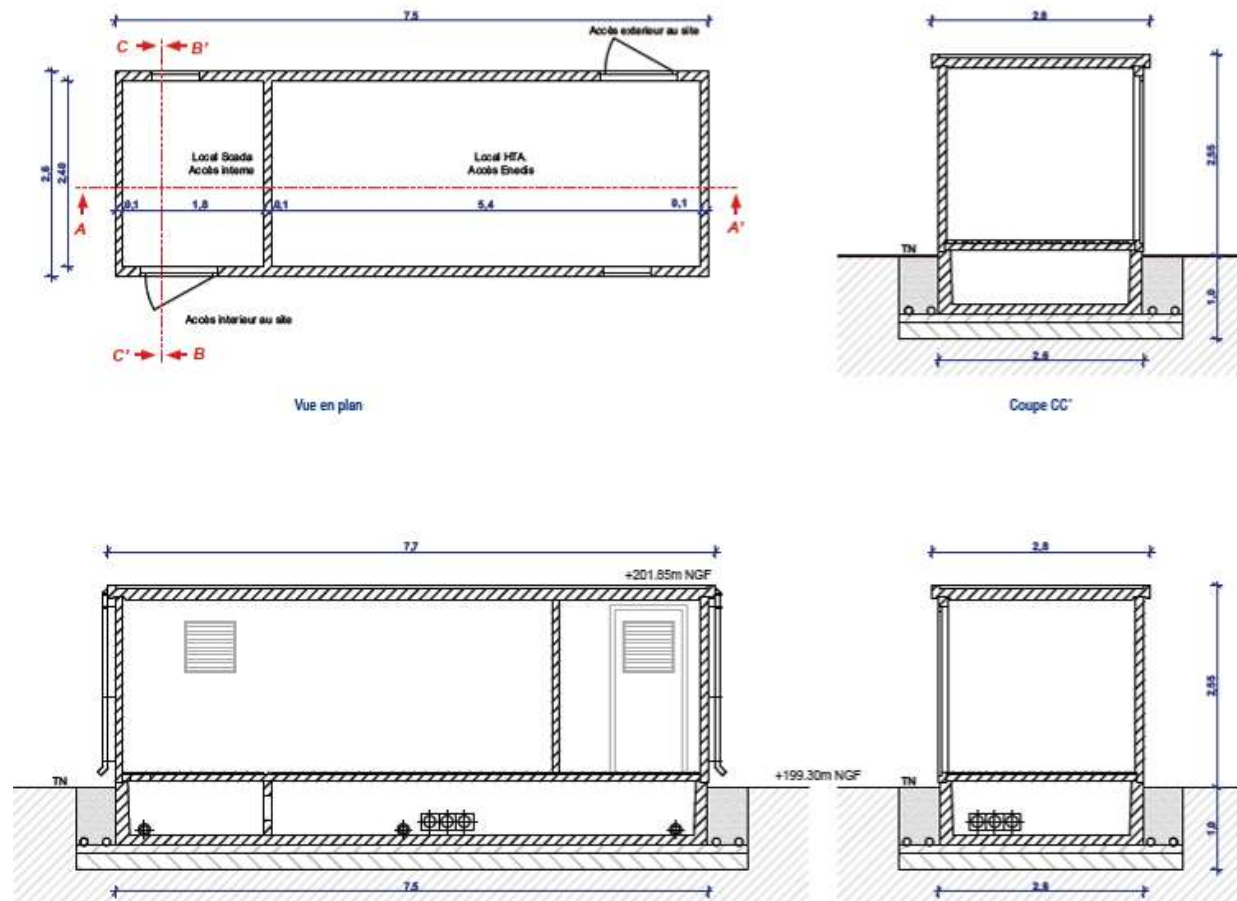 7.5
Accès exterieur au site
C
B'
2,6
2,40
Local Scada
Accès interne
Local HTA
Accès Enedis
0,1
1,8
0,1
5,4
0,1
A
A'
Accès interieur au site
C'
B
Vue en plan
2,8
2,55
TN
1,0
2,6
Coupe CC'
7,7
+201.85m NGF
TN
+199.30m NGF
7.5
2,8
2,55
TN
1,0
2,6